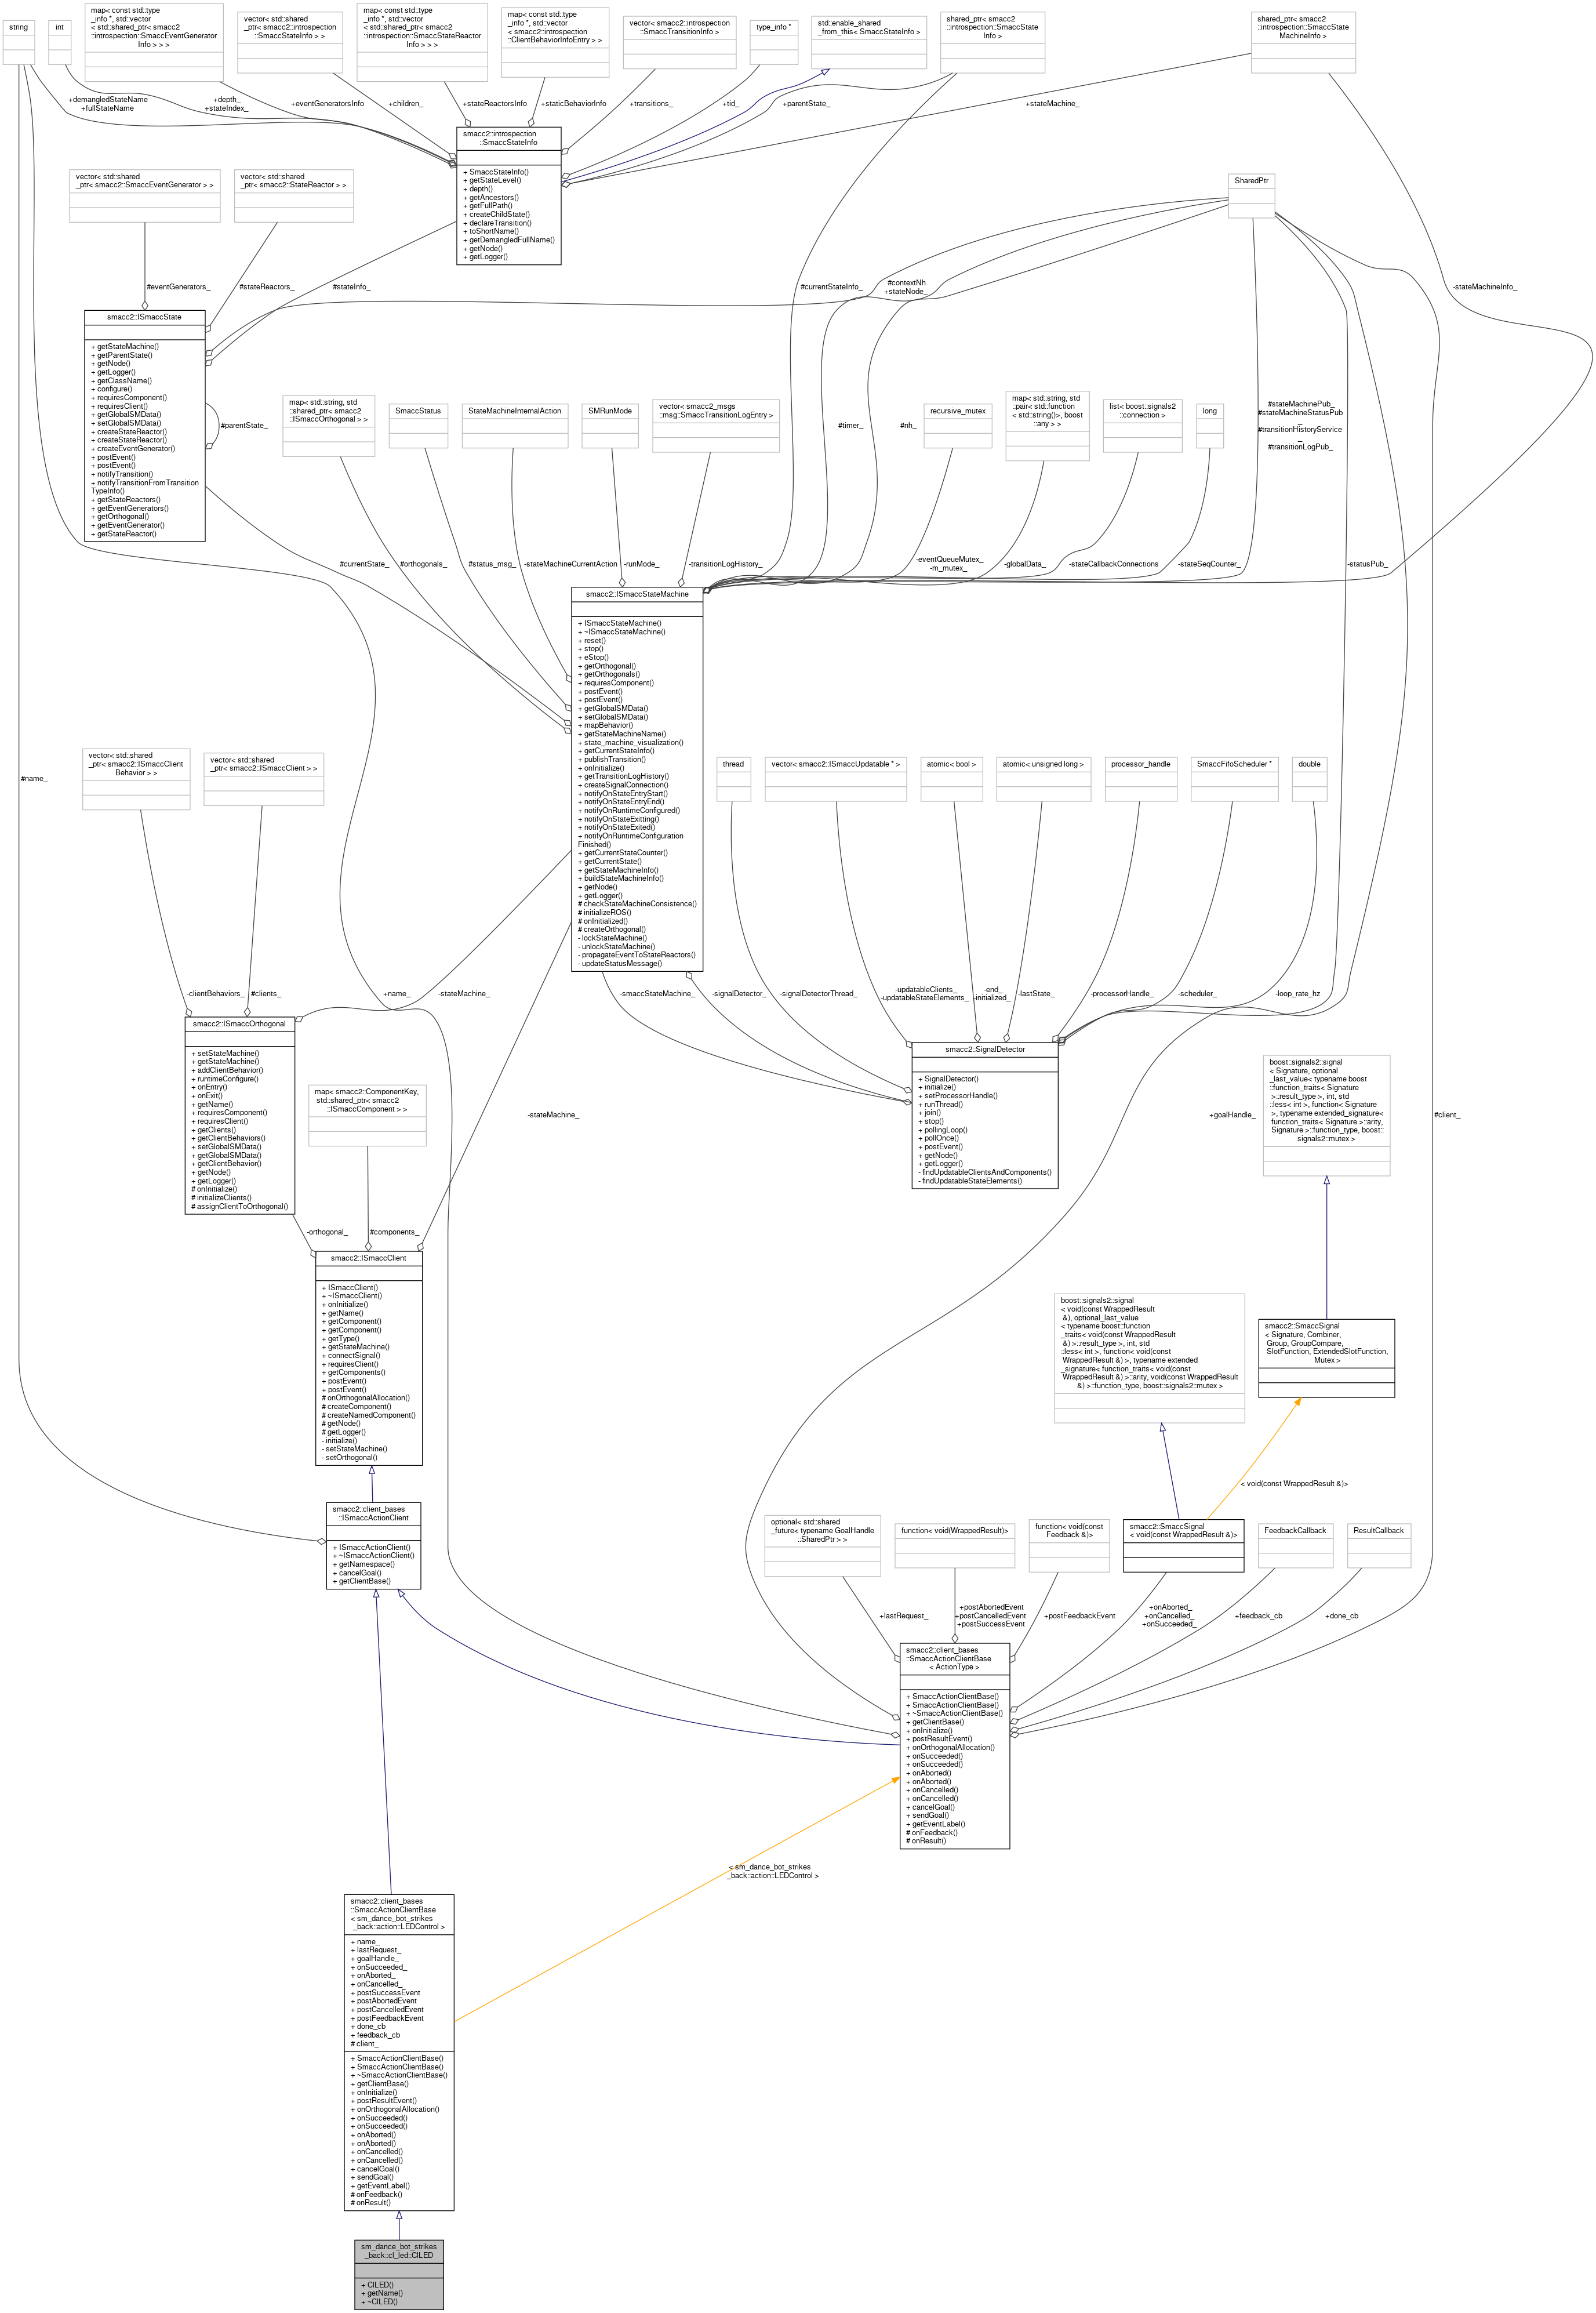 string
int
map< const std::type
_info *, std::vector
< std::shared_ptr< smacc2
::introspection::SmaccEventGenerator
Info > > >
vector< std::shared
_ptr< smacc2::introspection
::SmaccStateInfo > >
map< const std::type
_info *, std::vector
< std::shared_ptr< smacc2
::introspection::SmaccStateReactor
Info > > >
map< const std::type
_info *, std::vector
< smacc2::introspection
::ClientBehaviorInfoEntry > >
vector< smacc2::introspection
::SmaccTransitionInfo >
type_info *
std::enable_shared
_from_this< SmaccStateInfo >
shared_ptr< smacc2
::introspection::SmaccState
Info >
shared_ptr< smacc2
::introspection::SmaccState
MachineInfo >
+demangledStateName
+fullStateName
+depth_
+stateIndex_
+eventGeneratorsInfo
+children_
+stateReactorsInfo
+staticBehaviorInfo
+transitions_
+tid_
+parentState_
+stateMachine_
smacc2::introspection
::SmaccStateInfo
+ SmaccStateInfo()
+ getStateLevel()
+ depth()
+ getAncestors()
+ getFullPath()
+ createChildState()
+ declareTransition()
+ toShortName()
+ getDemangledFullName()
+ getNode()
+ getLogger()
vector< std::shared
_ptr< smacc2::SmaccEventGenerator > >
vector< std::shared
_ptr< smacc2::StateReactor > >
SharedPtr
#eventGenerators_
#stateReactors_
#stateInfo_
#currentStateInfo_
#contextNh
+stateNode_
-stateMachineInfo_
smacc2::ISmaccState
+ getStateMachine()
+ getParentState()
+ getNode()
+ getLogger()
+ getClassName()
+ configure()
+ requiresComponent()
+ requiresClient()
+ getGlobalSMData()
+ setGlobalSMData()
+ createStateReactor()
+ createStateReactor()
+ createEventGenerator()
+ postEvent()
+ postEvent()
+ notifyTransition()
+ notifyTransitionFromTransition
TypeInfo()
+ getStateReactors()
+ getEventGenerators()
+ getOrthogonal()
+ getEventGenerator()
+ getStateReactor()
#parentState_
map< std::string, std
::shared_ptr< smacc2
::ISmaccOrthogonal > >
SmaccStatus
StateMachineInternalAction
SMRunMode
vector< smacc2_msgs
::msg::SmaccTransitionLogEntry >
#timer_
#nh_
recursive_mutex
map< std::string, std
::pair< std::function
< std::string()>, boost
::any > >
list< boost::signals2
::connection >
long
#stateMachinePub_
#stateMachineStatusPub
_
#transitionHistoryService
_
#transitionLogPub_
#currentState_
#orthogonals_
#status_msg_
-stateMachineCurrentAction
-runMode_
-transitionLogHistory_
-eventQueueMutex_
-m_mutex_
-globalData_
-stateCallbackConnections
-stateSeqCounter_
-statusPub_
smacc2::ISmaccStateMachine
+ ISmaccStateMachine()
+ ~ISmaccStateMachine()
+ reset()
+ stop()
+ eStop()
+ getOrthogonal()
+ getOrthogonals()
+ requiresComponent()
+ postEvent()
+ postEvent()
+ getGlobalSMData()
+ setGlobalSMData()
+ mapBehavior()
+ getStateMachineName()
+ state_machine_visualization()
+ getCurrentStateInfo()
+ publishTransition()
+ onInitialize()
+ getTransitionLogHistory()
+ createSignalConnection()
+ notifyOnStateEntryStart()
+ notifyOnStateEntryEnd()
+ notifyOnRuntimeConfigured()
+ notifyOnStateExitting()
+ notifyOnStateExited()
+ notifyOnRuntimeConfiguration
Finished()
+ getCurrentStateCounter()
+ getCurrentState()
+ getStateMachineInfo()
+ buildStateMachineInfo()
+ getNode()
+ getLogger()
# checkStateMachineConsistence()
# initializeROS()
# onInitialized()
# createOrthogonal()
- lockStateMachine()
- unlockStateMachine()
- propagateEventToStateReactors()
- updateStatusMessage()
#name_
vector< std::shared
_ptr< smacc2::ISmaccClient
Behavior > >
vector< std::shared
_ptr< smacc2::ISmaccClient > >
thread
vector< smacc2::ISmaccUpdatable * >
atomic< bool >
atomic< unsigned long >
processor_handle
SmaccFifoScheduler *
double
-clientBehaviors_
#clients_
+name_
-stateMachine_
-smaccStateMachine_
-signalDetector_
-signalDetectorThread_
-updatableClients_
-updatableStateElements_
-end_
-initialized_
-lastState_
-processorHandle_
-scheduler_
-loop_rate_hz
smacc2::ISmaccOrthogonal
+ setStateMachine()
+ getStateMachine()
+ addClientBehavior()
+ runtimeConfigure()
+ onEntry()
+ onExit()
+ getName()
+ requiresComponent()
+ requiresClient()
+ getClients()
+ getClientBehaviors()
+ setGlobalSMData()
+ getGlobalSMData()
+ getClientBehavior()
+ getNode()
+ getLogger()
# onInitialize()
# initializeClients()
# assignClientToOrthogonal()
smacc2::SignalDetector
+ SignalDetector()
+ initialize()
+ setProcessorHandle()
+ runThread()
+ join()
+ stop()
+ pollingLoop()
+ pollOnce()
+ postEvent()
+ getNode()
+ getLogger()
- findUpdatableClientsAndComponents()
- findUpdatableStateElements()
map< smacc2::ComponentKey,
std::shared_ptr< smacc2
::ISmaccComponent > >
-stateMachine_
+goalHandle_
#client_
boost::signals2::signal
< Signature, optional
_last_value< typename boost
::function_traits< Signature
>::result_type >, int, std
::less< int >, function< Signature
>, typename extended_signature<
function_traits< Signature >::arity,
Signature >::function_type, boost::
signals2::mutex >
-orthogonal_
#components_
smacc2::ISmaccClient
+ ISmaccClient()
+ ~ISmaccClient()
+ onInitialize()
+ getName()
+ getComponent()
+ getComponent()
+ getType()
+ getStateMachine()
+ connectSignal()
+ requiresClient()
+ getComponents()
+ postEvent()
+ postEvent()
# onOrthogonalAllocation()
# createComponent()
# createNamedComponent()
# getNode()
# getLogger()
- initialize()
- setStateMachine()
- setOrthogonal()
boost::signals2::signal
< void(const WrappedResult
&), optional_last_value
< typename boost::function
_traits< void(const WrappedResult
&) >::result_type >, int, std
::less< int >, function< void(const
WrappedResult &) >, typename extended
_signature< function_traits< void(const
WrappedResult &) >::arity, void(const WrappedResult
&) >::function_type, boost::signals2::mutex >
smacc2::SmaccSignal
< Signature, Combiner,
Group, GroupCompare,
SlotFunction, ExtendedSlotFunction,
Mutex >
< void(const WrappedResult &)>
smacc2::client_bases
::ISmaccActionClient
+ ISmaccActionClient()
+ ~ISmaccActionClient()
+ getNamespace()
+ cancelGoal()
+ getClientBase()
optional< std::shared
_future< typename GoalHandle
::SharedPtr > >
function< void(WrappedResult)>
function< void(const
Feedback &)>
smacc2::SmaccSignal
< void(const WrappedResult &)>
FeedbackCallback
ResultCallback
+lastRequest_
+postAbortedEvent
+postCancelledEvent
+postSuccessEvent
+postFeedbackEvent
+onAborted_
+onCancelled_
+onSucceeded_
+feedback_cb
+done_cb
smacc2::client_bases
::SmaccActionClientBase
< ActionType >
+ SmaccActionClientBase()
+ SmaccActionClientBase()
+ ~SmaccActionClientBase()
+ getClientBase()
+ onInitialize()
+ postResultEvent()
+ onOrthogonalAllocation()
+ onSucceeded()
+ onSucceeded()
+ onAborted()
+ onAborted()
+ onCancelled()
+ onCancelled()
+ cancelGoal()
+ sendGoal()
+ getEventLabel()
# onFeedback()
# onResult()
< sm_dance_bot_strikes
_back::action::LEDControl >
smacc2::client_bases
::SmaccActionClientBase
< sm_dance_bot_strikes
_back::action::LEDControl >
+ name_
+ lastRequest_
+ goalHandle_
+ onSucceeded_
+ onAborted_
+ onCancelled_
+ postSuccessEvent
+ postAbortedEvent
+ postCancelledEvent
+ postFeedbackEvent
+ done_cb
+ feedback_cb
# client_
+ SmaccActionClientBase()
+ SmaccActionClientBase()
+ ~SmaccActionClientBase()
+ getClientBase()
+ onInitialize()
+ postResultEvent()
+ onOrthogonalAllocation()
+ onSucceeded()
+ onSucceeded()
+ onAborted()
+ onAborted()
+ onCancelled()
+ onCancelled()
+ cancelGoal()
+ sendGoal()
+ getEventLabel()
# onFeedback()
# onResult()
sm_dance_bot_strikes
_back::cl_led::ClLED
+ ClLED()
+ getName()
+ ~ClLED()